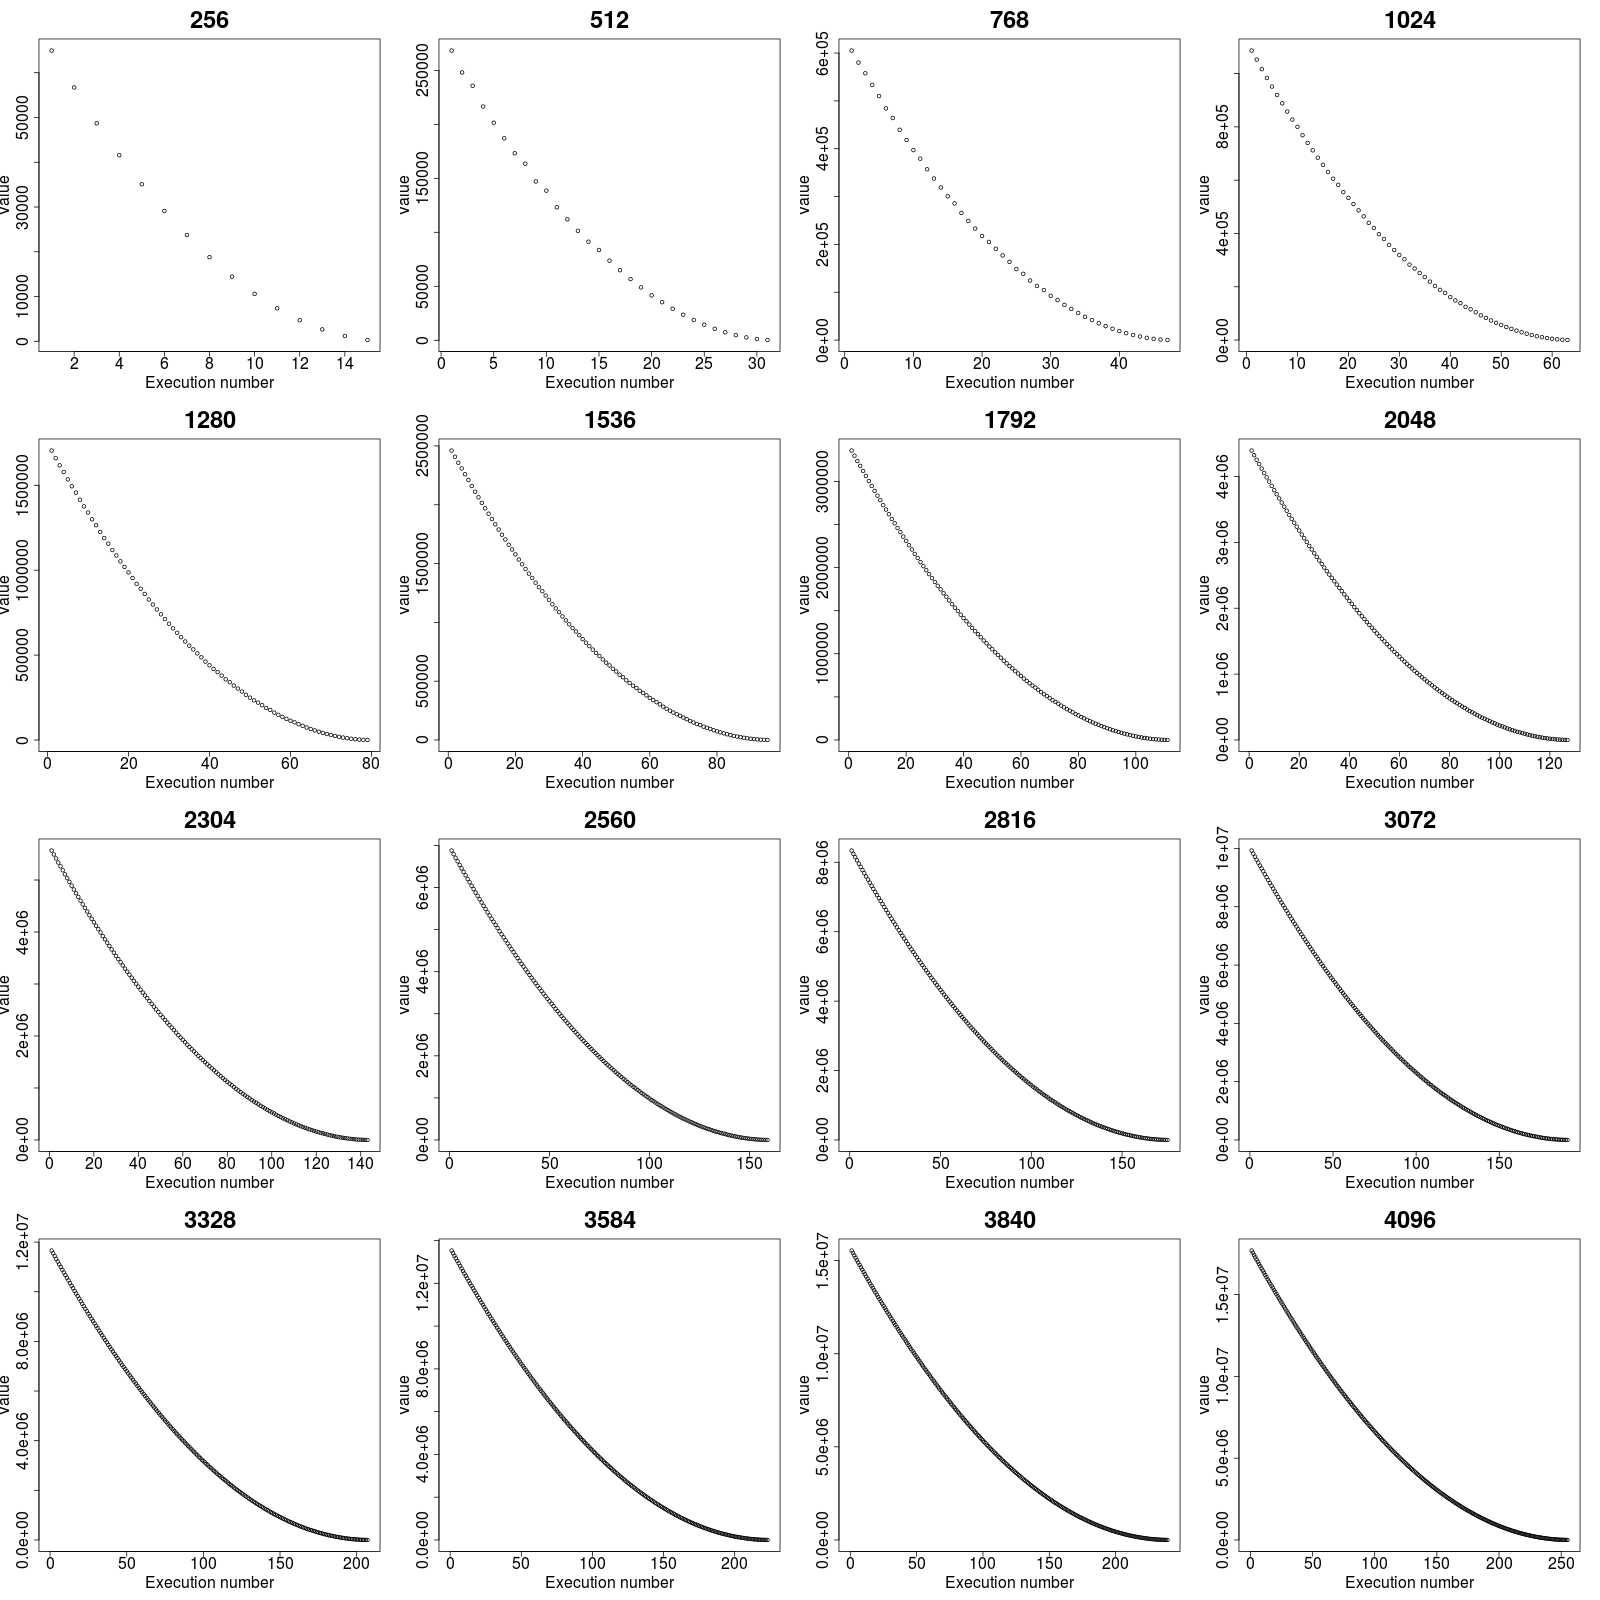 256
value
10000 30000 50000
0
2 4 6 8 10 12 14
Execution number
512
value
0 50000 150000 250000
0 5 10 15 20 25 30
Execution number
768
value
0e+00 2e+05 4e+05 6e+05
0 10 20 30 40
Execution number
1024
value
0e+00 4e+05 8e+05
0 10 20 30 40 50 60
Execution number
1280
value
0 500000 1000000 1500000
0 20 40 60 80
Execution number
1536
value
0 500000 1500000 2500000
0 20 40 60 80
Execution number
1792
value
0 1000000 2000000 3000000
0 20 40 60 80 100
Execution number
2048
value
0e+00 1e+06 2e+06 3e+06 4e+06
0 20 40 60 80 100 120
Execution number
2304
value
0e+00 2e+06 4e+06
0 20 40 60 80 100 120 140
Execution number
2560
value
0e+00 2e+06 4e+06 6e+06
0 50 100 150
Execution number
2816
value
0e+00 2e+06 4e+06 6e+06 8e+06
0 50 100 150
Execution number
3072
value
0e+00 2e+06 4e+06 6e+06 8e+06 1e+07
0 50 100 150
Execution number
3328
value
0.0e+00 4.0e+06 8.0e+06 1.2e+07
0 50 100 150 200
Execution number
3584
value
0.0e+00 4.0e+06 8.0e+06 1.2e+07
0 50 100 150 200
Execution number
3840
value
0.0e+00 5.0e+06 1.0e+07 1.5e+07
0 50 100 150 200
Execution number
4096
value
0.0e+00 5.0e+06 1.0e+07 1.5e+07
0 50 100 150 200 250
Execution number